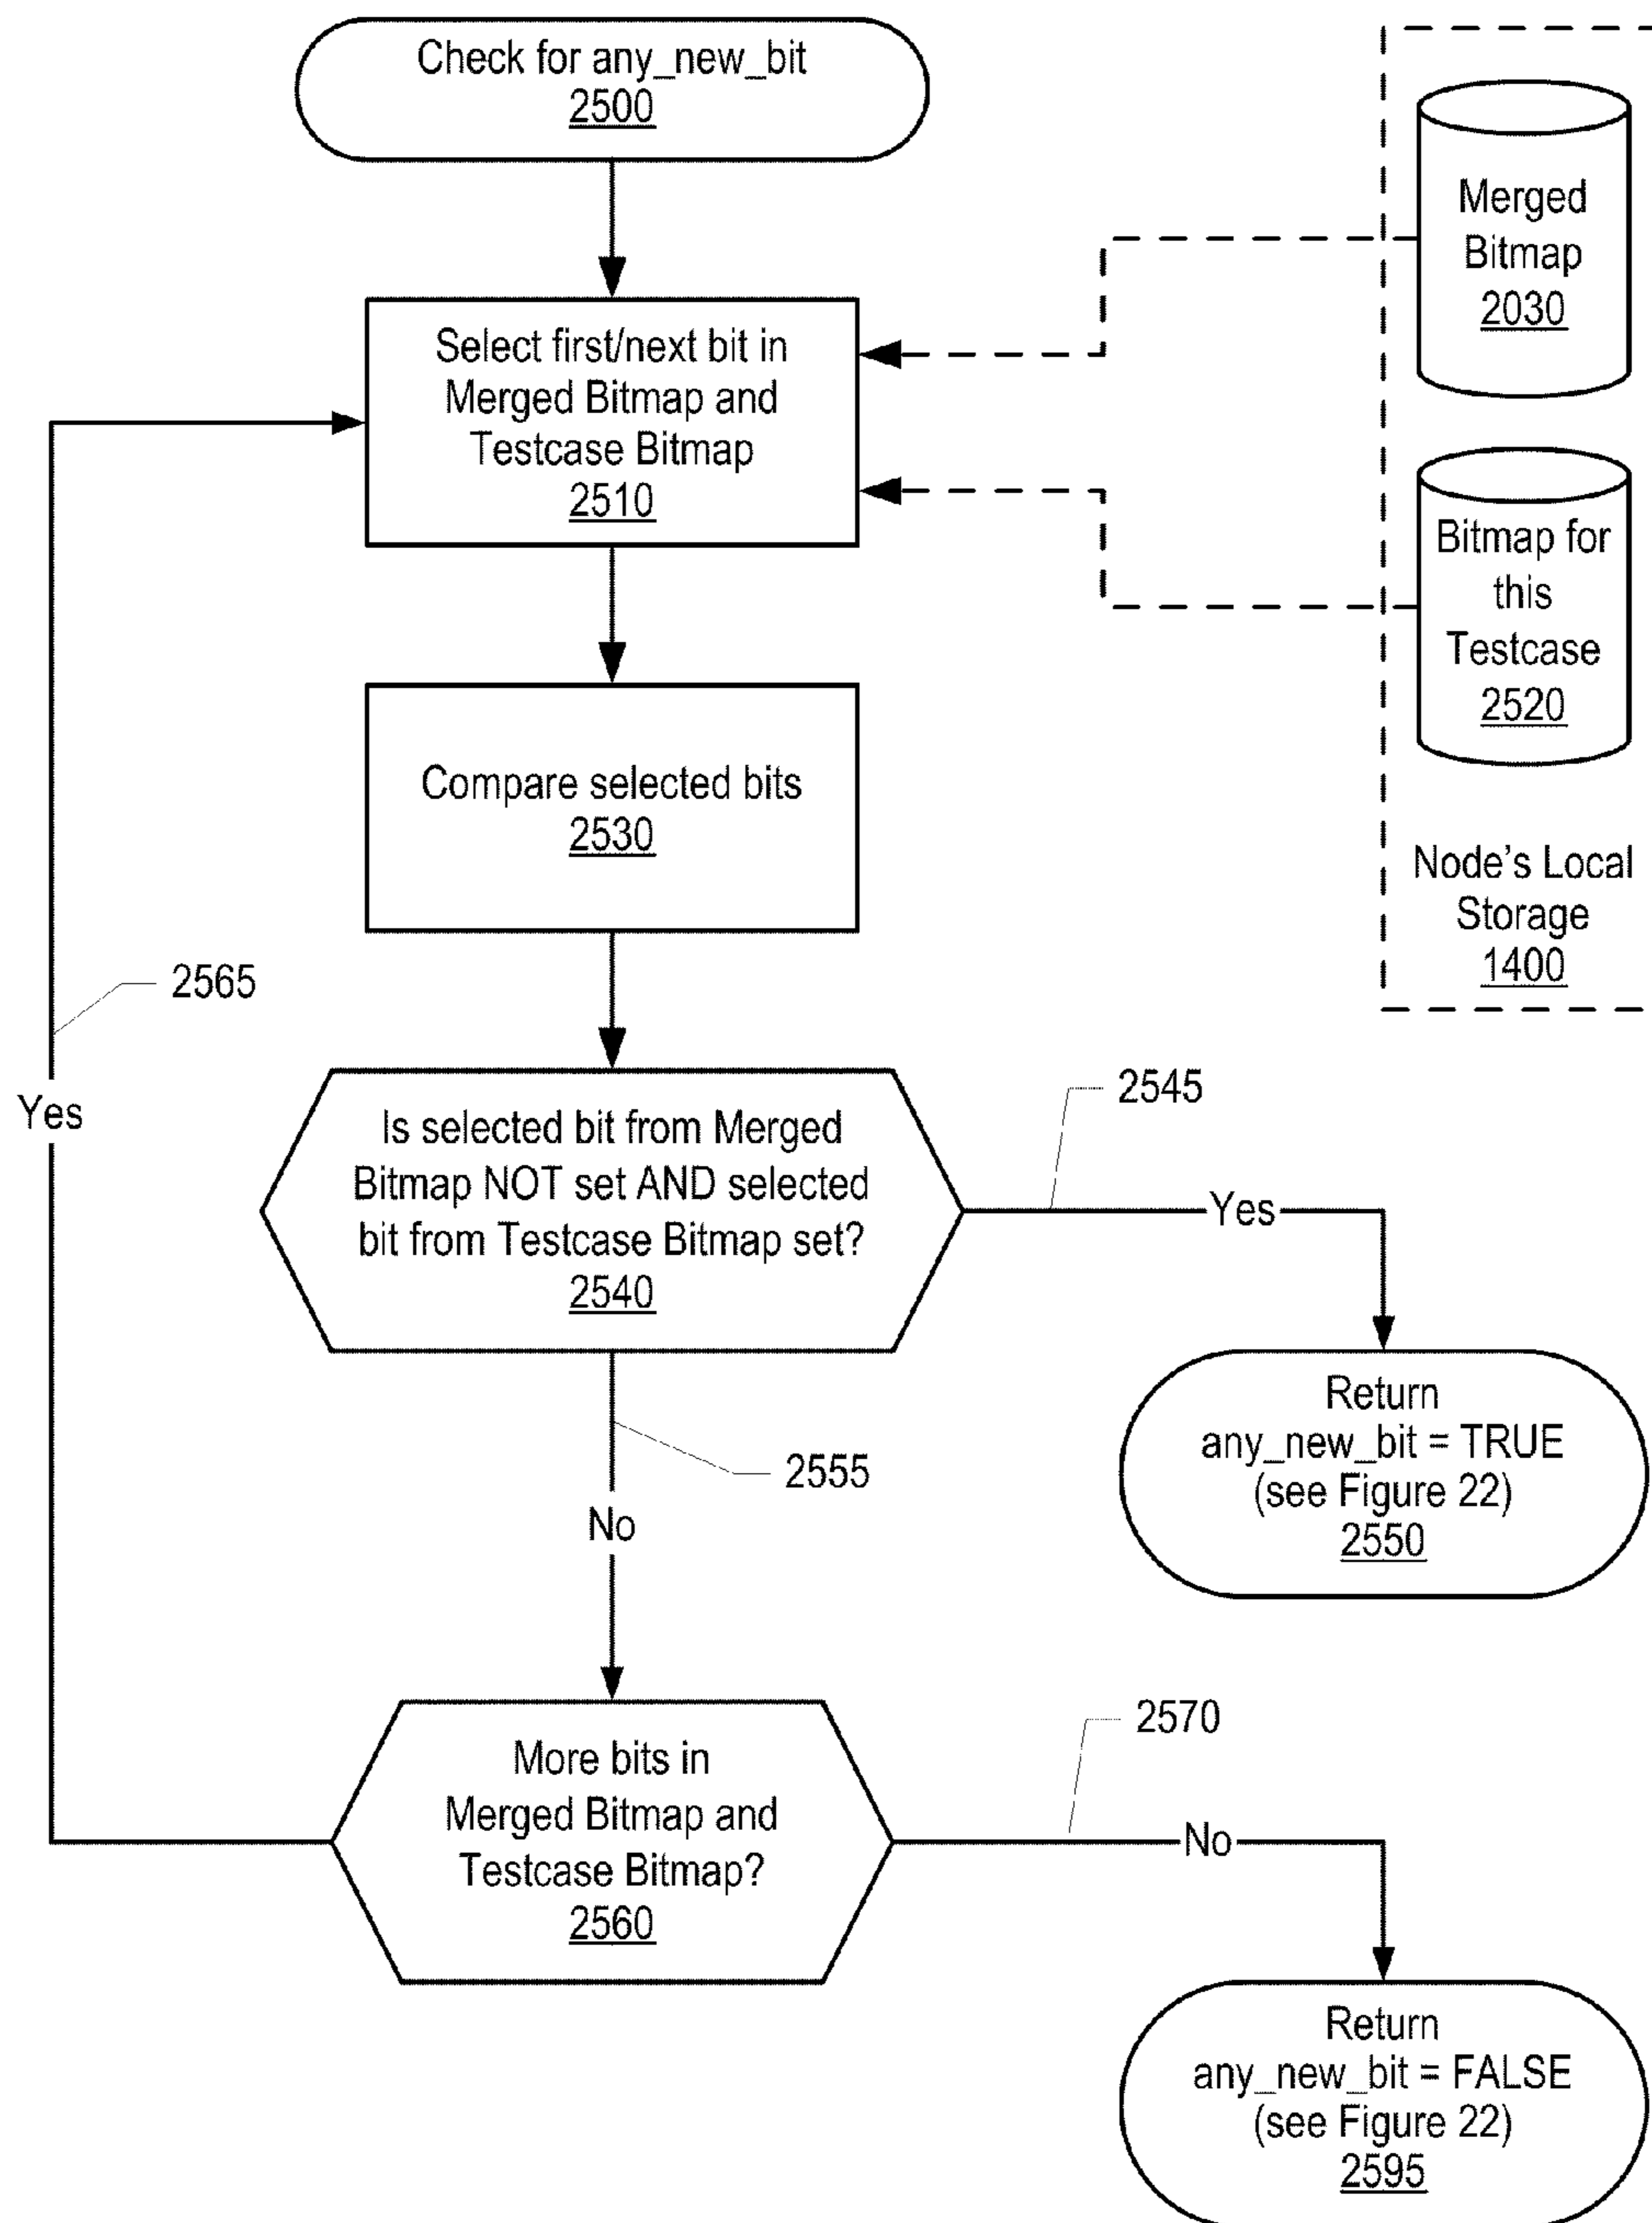 Check for any_new_bit
2500
Merged
Bitmap
2030
Select first/next bit in
Merged Bitmap and
Testcase Bitmap
2510
Bitmap for
this
Testcase
2520
Compare selected bits
2530
Node's Local
Storage
1400
2565
Yes
Is selected bit from Merged
Bitmap NOT set AND selected
bit from Testcase Bitmap set?
2540
2545
Yes
Return
any_new_bit = TRUE
(see Figure 22)
2550
2555
No
More bits in
Merged Bitmap and
Testcase Bitmap?
2560
2570
No
Return
any_new_bit = FALSE
(see Figure 22)
2595